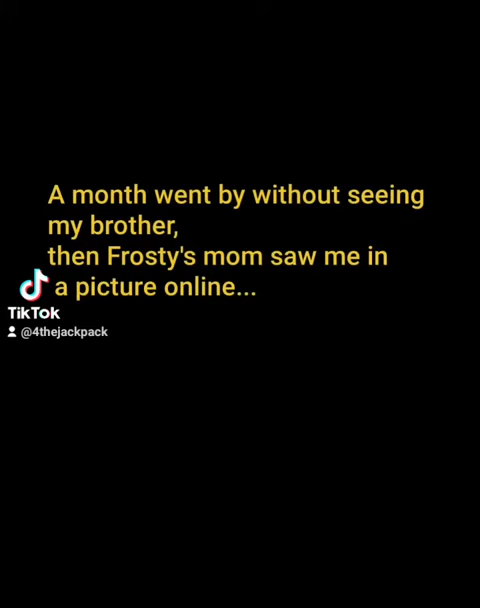 A month went by without seeing
my brother,
then Frosty's mom saw me in
a picture online...
TikTok
@4thejackpack